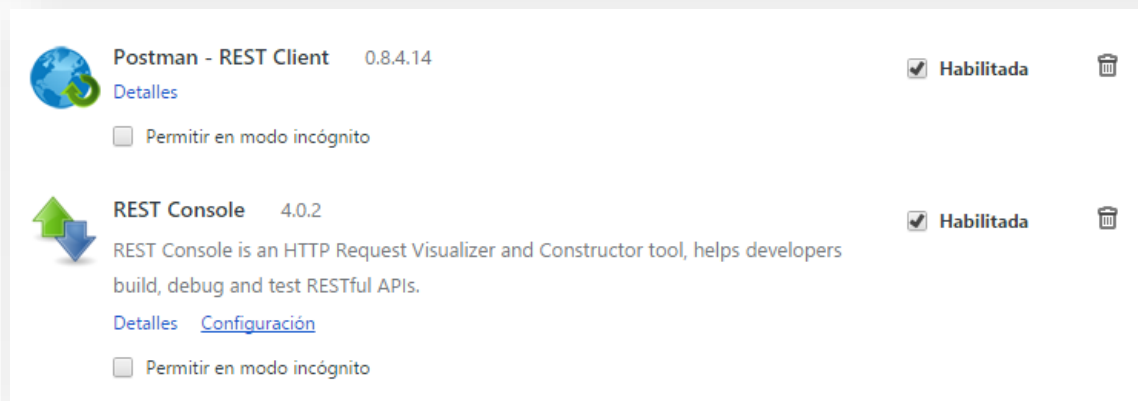 Postman - REST Client 0.8.4.14 Habilitada
Detalles
Permitir en modo incógnito
REST Console 4.0.2 Habilitada
REST Console is an HTTP Request Visualizer and Constructor tool, helps developers
build, debug and test RESTful APIs.
Detalles Configuración
Permitir en modo incógnito